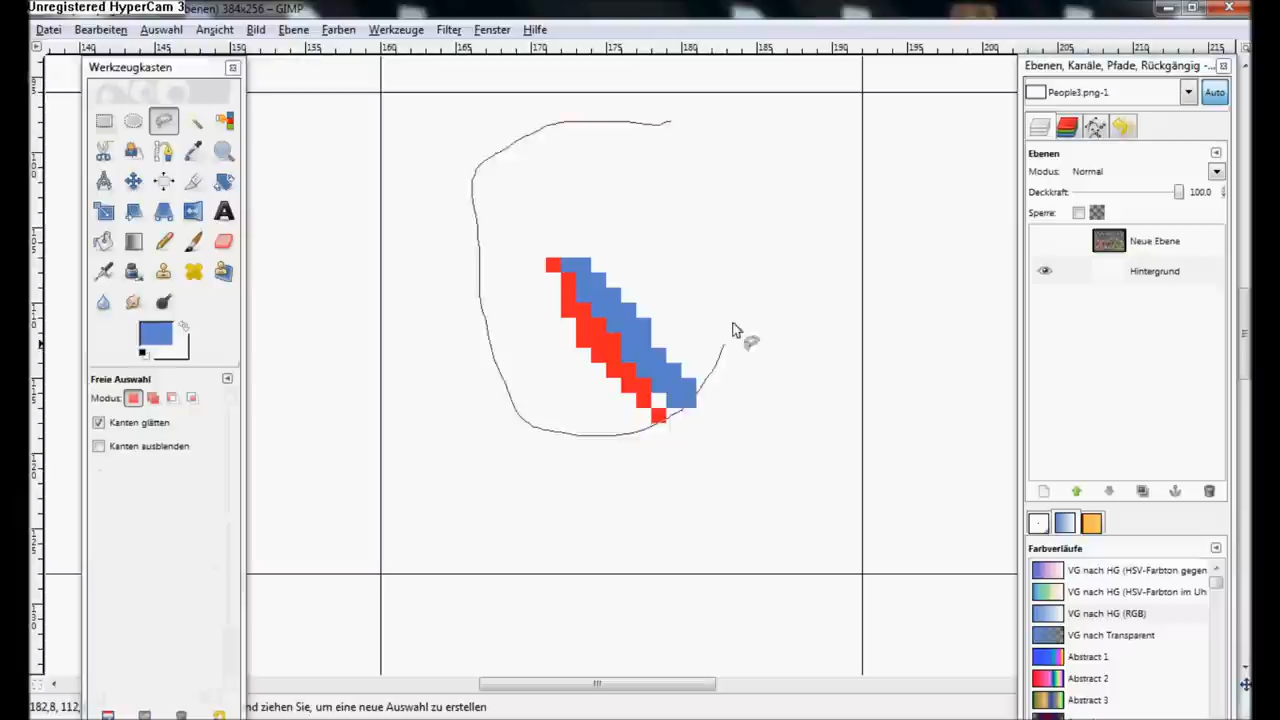 Unregistered HyperCam 3
benen) 384x256 – GIMP
Datei Bearbeiten Auswahl Ansicht Bild Ebene Farben Werkzeuge Filter Fenster Hilfe
140 145 150 155 160 165 170 175 180 185 190 195 200 205 210 215
Werkzeugkasten
Ebenen, Kanäle, Pfade, Rückgängig -...
People3.png-1
Auto
Ebenen
Modus: Normal
Deckkraft: 100,0
Sperre:
Neue Ebene
Hintergrund
Freie Auswahl
Modus:
Kanten glätten
Kanten ausblenden
Farbverläufe
VG nach HG (HSV-Farbton gegen
VG nach HG (HSV-Farbton im Uh
VG nach HG (RGB)
VG nach Transparent
Abstract 1
Abstract 2
Abstract 3
182,8, 112, nd ziehen Sie, um eine neue Auswahl zu erstellen